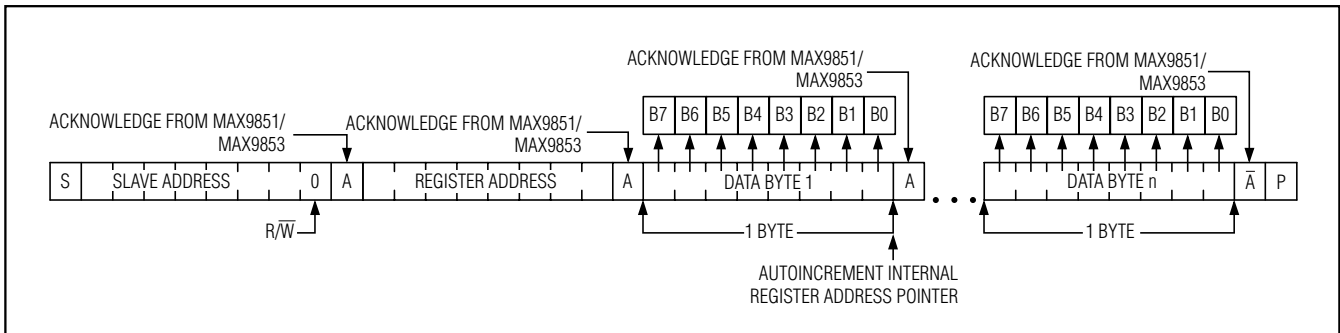 ACKNOWLEDGE FROM MAX9851/
MAX9853
ACKNOWLEDGE FROM MAX9851/
MAX9853
B7 B6 B5 B4 B3 B2 B1 B0
B7 B6 B5 B4 B3 B2 B1 B0
ACKNOWLEDGE FROM MAX9851/
MAX9853
ACKNOWLEDGE FROM MAX9851/
MAX9853
S SLAVE ADDRESS 0 A REGISTER ADDRESS A DATA BYTE 1 A • • • DATA BYTE n A̅ P
R/W̅
1 BYTE
1 BYTE
AUTOINCREMENT INTERNAL
REGISTER ADDRESS POINTER